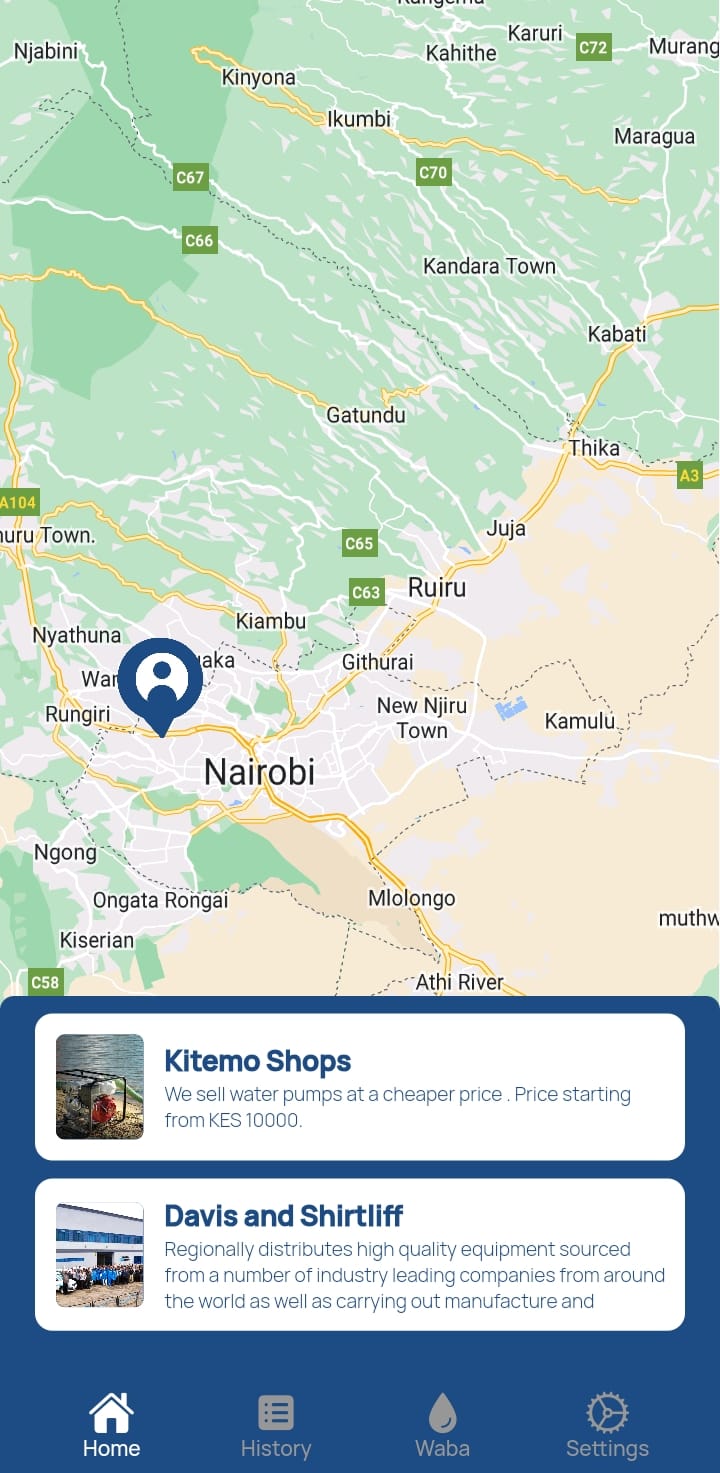 Kangema
Njabini
Karuri
C72
Murang
Kahithe
Kinyona
Ikumbi
Maragua
C67
C70
C66
Kandara Town
Kabati
Gatundu
Thika
A3
A104
uru Town.
Juja
C65
Ruiru
C63
Kiambu
Nyathuna
aka
Githurai
War
Rungiri
New Njiru
Town
Kamulu
Nairobi
Ngong
Ongata Rongai
Mlolongo
muthw
Kiserian
C58
Athi River
Kitemo Shops
We sell water pumps at a cheaper price . Price starting
from KES 10000.
Davis and Shirtliff
Regionally distributes high quality equipment sourced
from a number of industry leading companies from around
the world as well as carrying out manufacture and
Home
History
Waba
Settings